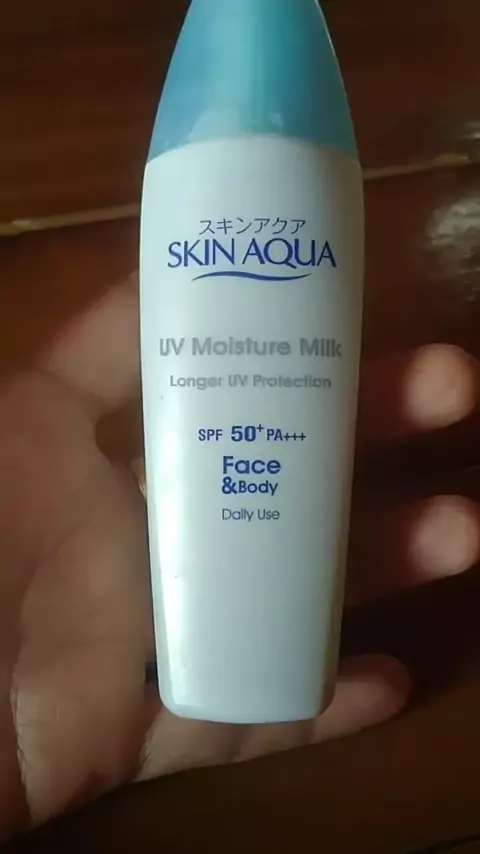 スキンアクア
SKIN AQUA
UV Moisture Milk
Longer UV Protection
SPF 50+ PA+++
Face
&Body
Daily Use